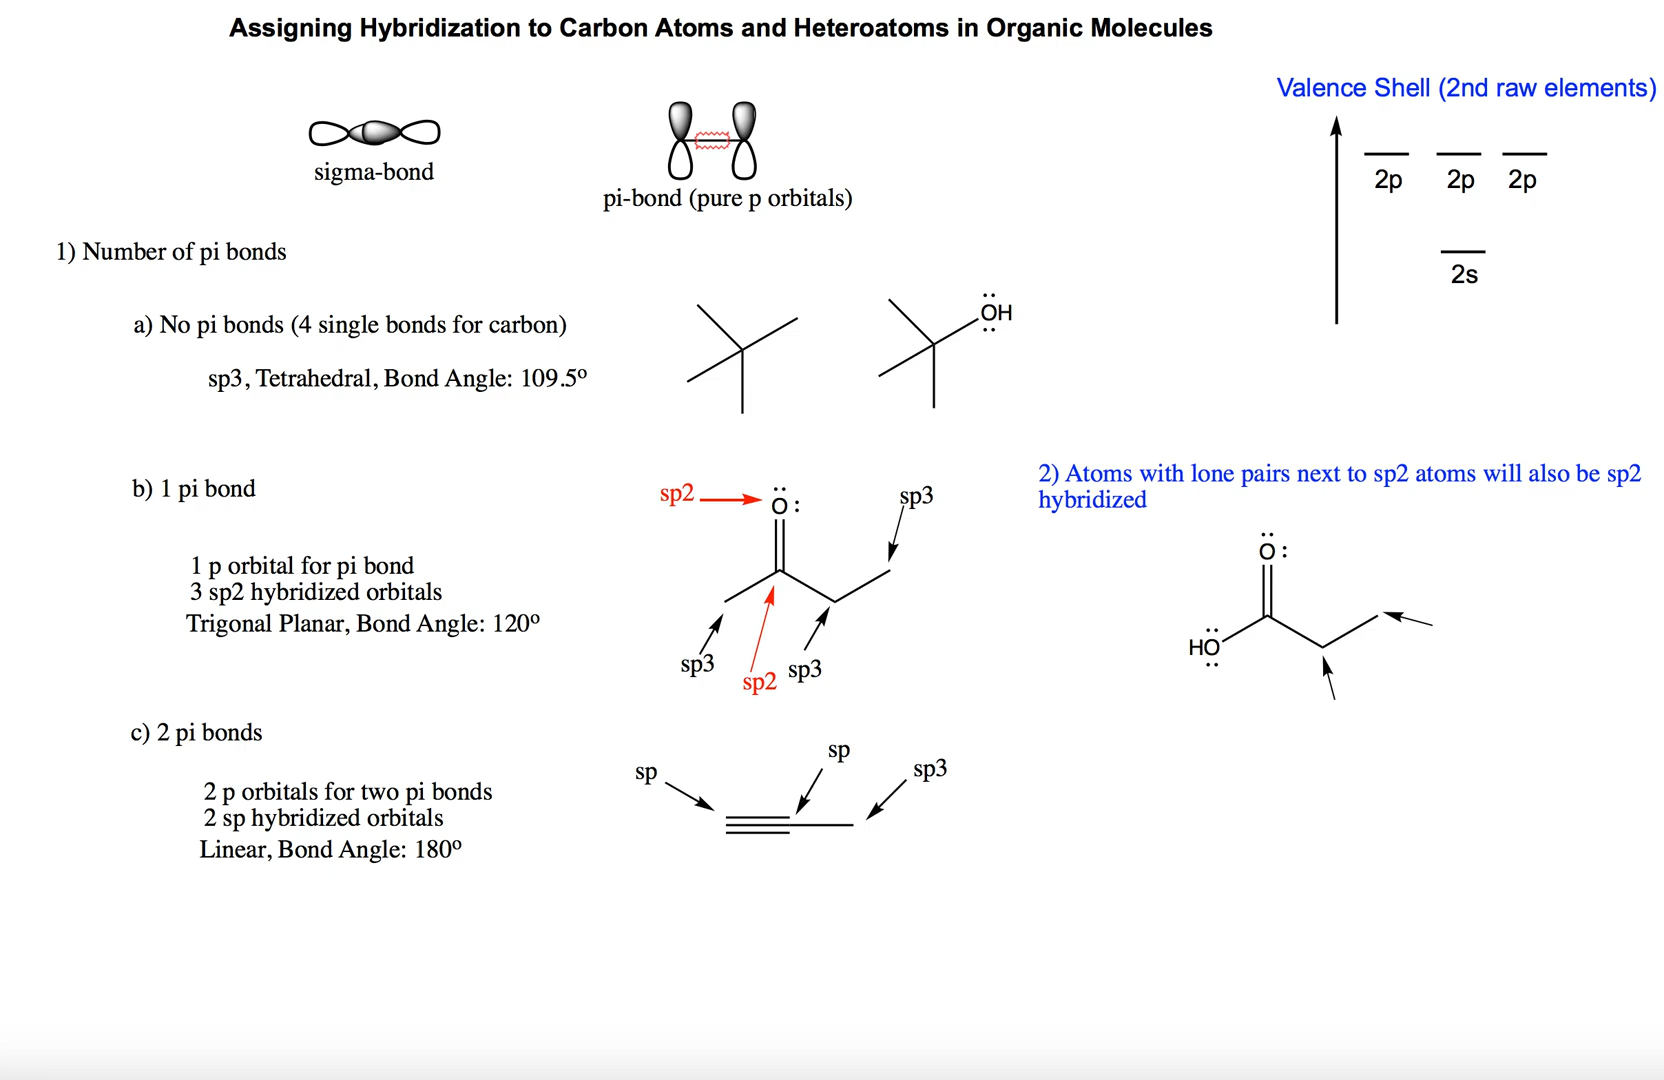 Assigning Hybridization to Carbon Atoms and Heteroatoms in Organic Molecules
Valence Shell (2nd raw elements)
2p 2p 2p
2s
sigma-bond
pi-bond (pure p orbitals)
1) Number of pi bonds
a) No pi bonds (4 single bonds for carbon)
sp3, Tetrahedral, Bond Angle: 109.5º
OH
b) 1 pi bond
1 p orbital for pi bond
3 sp2 hybridized orbitals
Trigonal Planar, Bond Angle: 120º
sp2
O:
sp3
sp3
sp2
sp3
2) Atoms with lone pairs next to sp2 atoms will also be sp2
hybridized
O:
HO
c) 2 pi bonds
2 p orbitals for two pi bonds
2 sp hybridized orbitals
Linear, Bond Angle: 180º
sp
sp
sp3